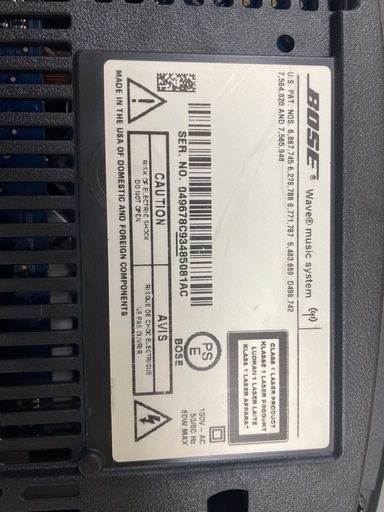 BOSE® Wave® music system
U.S. PAT. NOS. 6,867,745 6,278,789 6,771,787 5,483,689 D498,742
7,584,820 AND 7,565,948
CLASS 1 LASER PRODUCT
KLASSE 1 LASER PRODUKT
LUOKAN 1 LASER LAITE
KLASS 1 LASER APPARAT
SER. NO. 049678C93485081AC
CAUTION
RISK OF ELECTRIC SHOCK
DO NOT OPEN
AVIS
RISQUE DE CHOC ELECTRIQUE
NE PAS OUVRIR
PS
E
BOSE
100V ~ AC
50/60 Hz
60W MAX
MADE IN THE USA OF DOMESTIC AND FOREIGN COMPONENTS